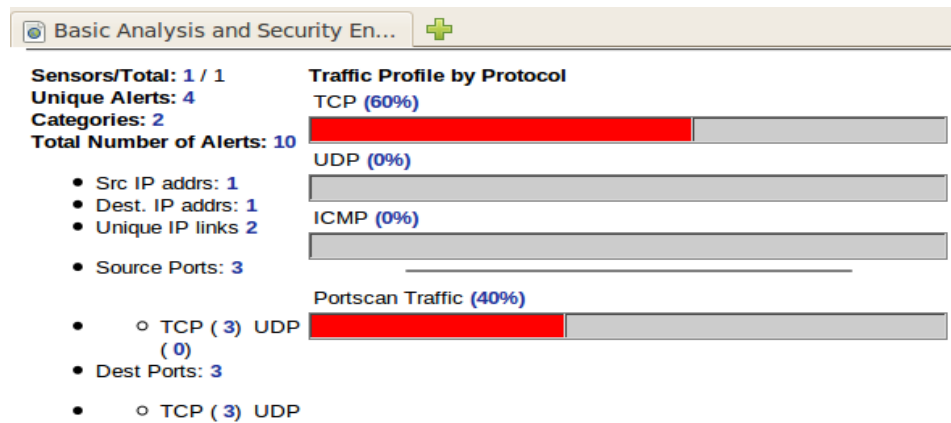 Basic Analysis and Security En...
Sensors/Total: 1 / 1
Unique Alerts: 4
Categories: 2
Total Number of Alerts: 10
Src IP addrs: 1
Dest. IP addrs: 1
Unique IP links 2
Source Ports: 3
TCP ( 3) UDP
( 0)
Dest Ports: 3
TCP ( 3) UDP
Traffic Profile by Protocol
TCP (60%)
UDP (0%)
ICMP (0%)
Portscan Traffic (40%)